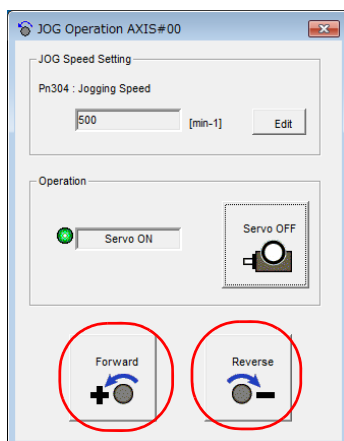 JOG Operation AXIS#00
JOG Speed Setting
Pn304 : Jogging Speed
500 [min-1] Edit
Operation
Servo ON
Servo OFF
Forward Reverse